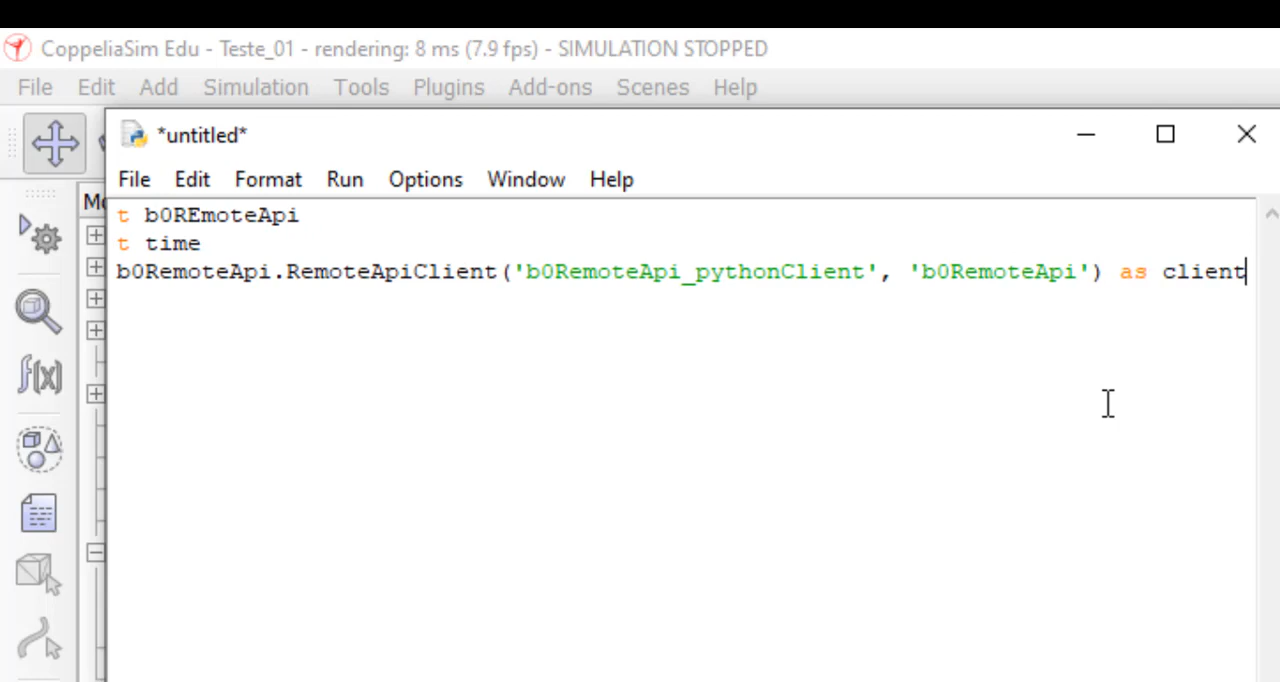 CoppeliaSim Edu - Teste_01 - rendering: 8 ms (7.9 fps) - SIMULATION STOPPED
File Edit Add Simulation Tools Plugins Add-ons Scenes Help
*untitled*
File Edit Format Run Options Window Help
t b0REmoteApi
t time
b0RemoteApi.RemoteApiClient('b0RemoteApi_pythonClient', 'b0RemoteApi') as client
f(x)